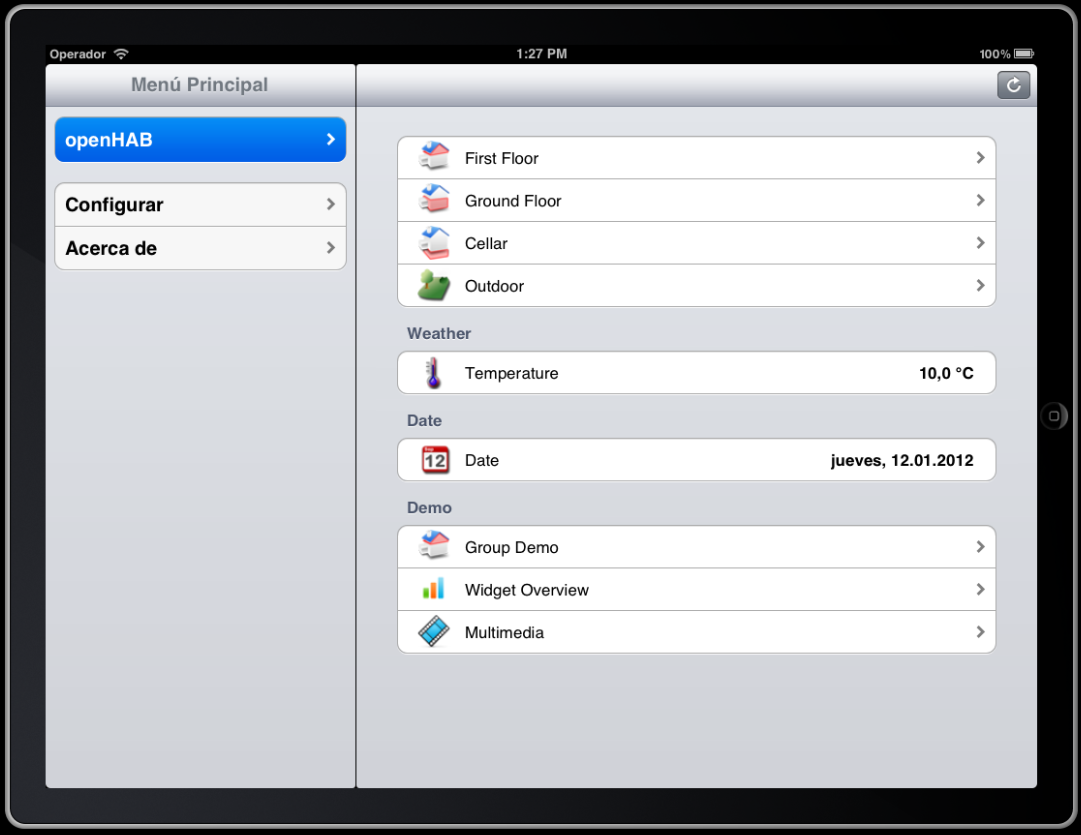 Operador 1:27 PM 100%
Menú Principal
openHAB
Configurar
Acerca de
First Floor
Ground Floor
Cellar
Outdoor
Weather
Temperature 10,0 °C
Date
12 Date jueves, 12.01.2012
Demo
Group Demo
Widget Overview
Multimedia